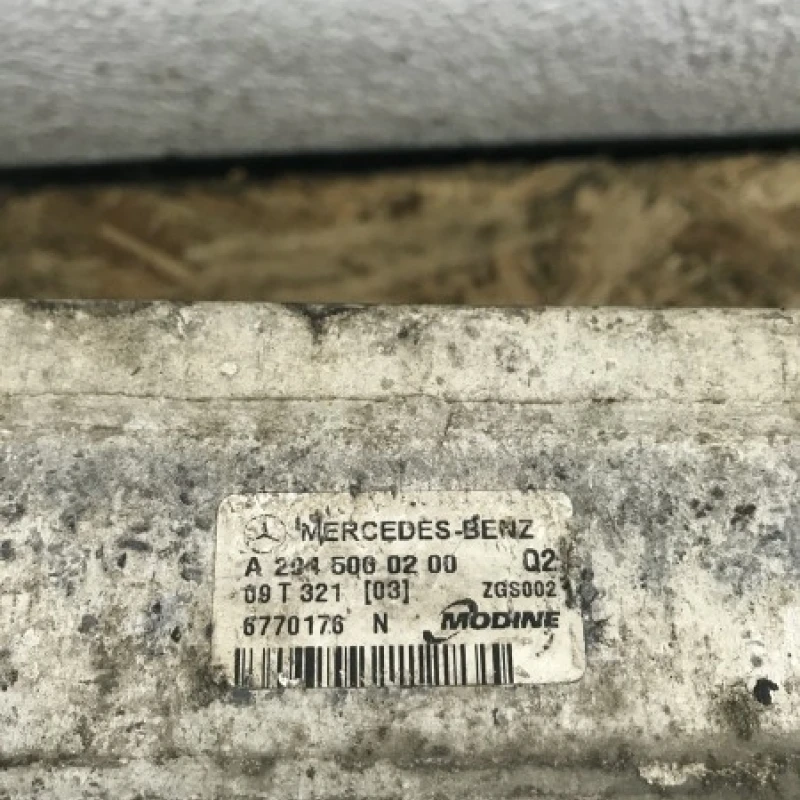 MERCEDES-BENZ
A 204 500 02 00 Q2
09 T 321 [03] ZGS002
6770176 N MODINE